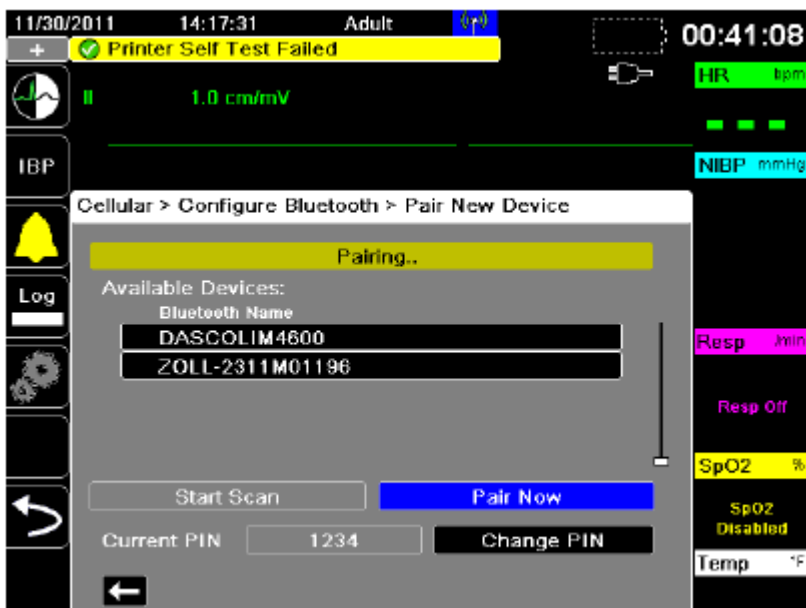 11/30/2011 14:17:31 Adult
00:41:08
Printer Self Test Failed
HR bpm
II 1.0 cm/mV
- - -
IBP
NIBP mmHg
Cellular > Configure Bluetooth > Pair New Device
Pairing..
Available Devices:
Log
Bluetooth Name
DASCOLIM4600
Resp /min
ZOLL-2311M01196
Resp Off
SpO2 %
Start Scan Pair Now
SpO2
Disabled
Current PIN 1234 Change PIN
Temp °F